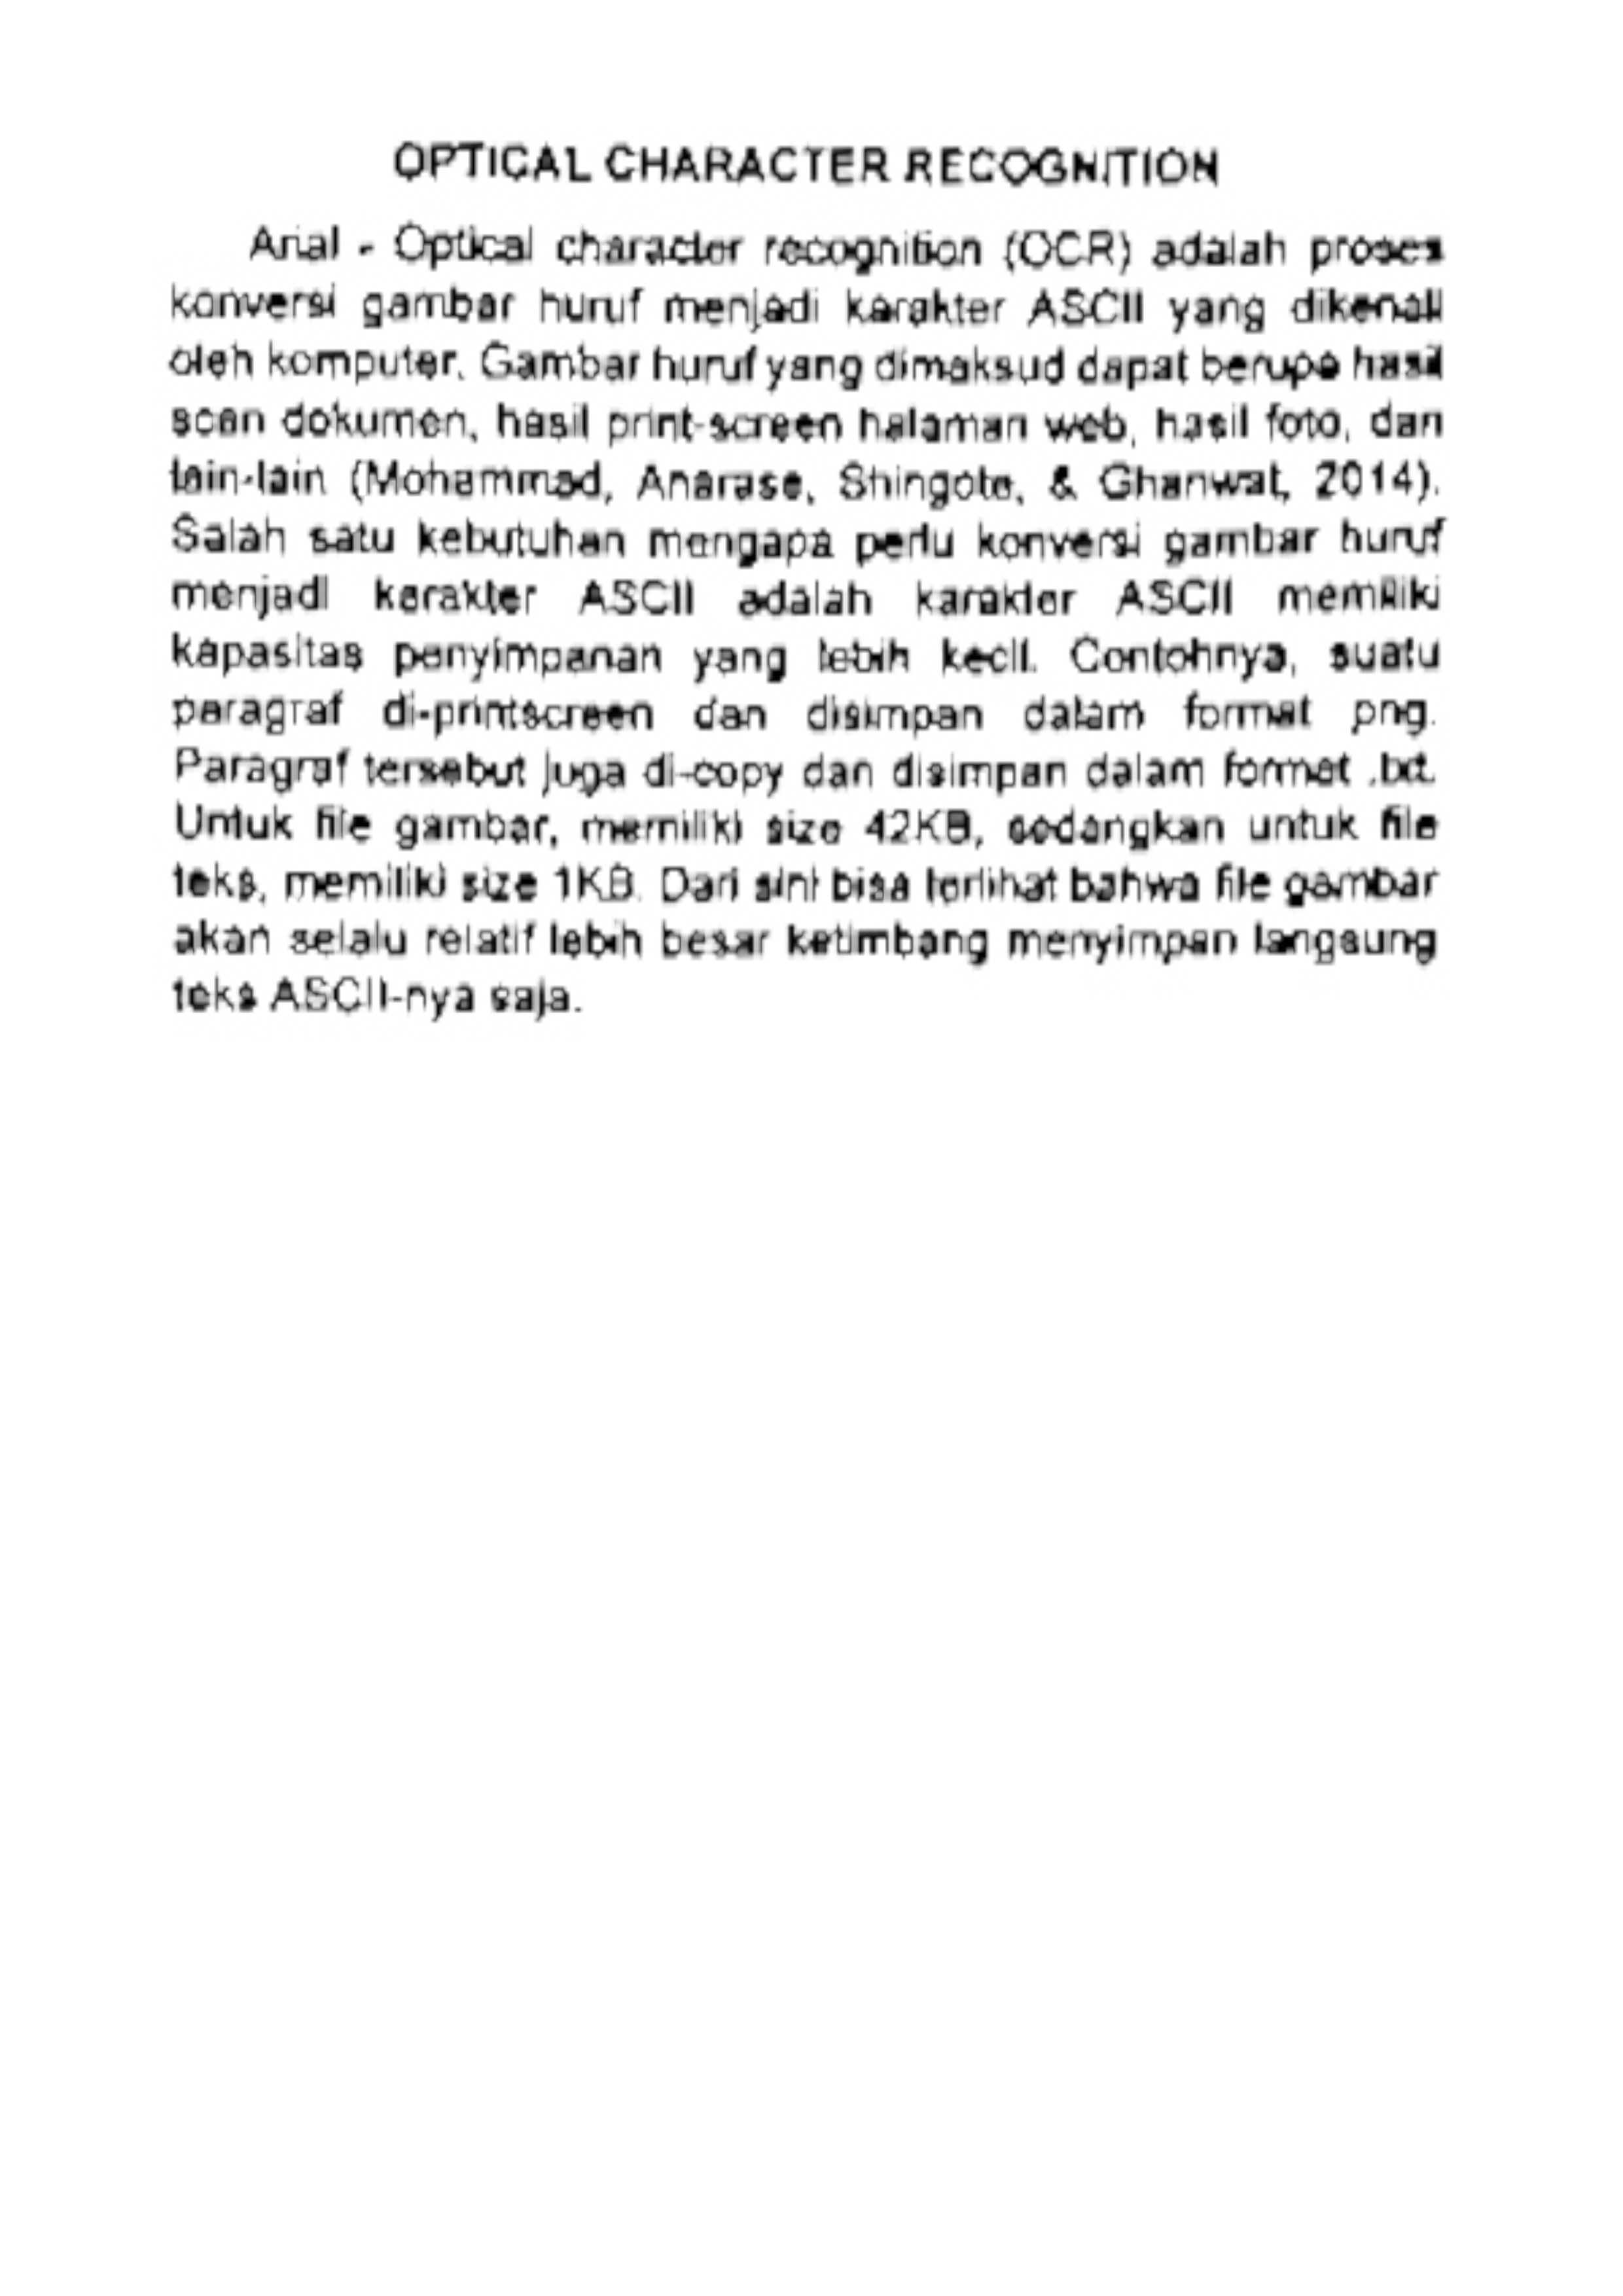 OPTICAL CHARACTER RECOGNITION
Arial - Optical character recognition (OCR) adalah proses
konversi gambar huruf menjadi karakter ASCII yang dikenali
oleh komputer. Gambar huruf yang dimaksud dapat berupa hasil
scan dokumen, hasil print-screen halaman web, hasil foto, dan
lain-lain (Mohammad, Anarase, Shingote, & Ghanwat, 2014).
Salah satu kebutuhan mengapa perlu konversi gambar huruf
menjadi karakter ASCII adalah karakter ASCII memiliki
kapasitas penyimpanan yang lebih kecil. Contohnya, suatu
paragraf di-printscreen dan disimpan dalam format png.
Paragraf tersebut juga di-copy dan disimpan dalam format .txt.
Untuk file gambar, memiliki size 42KB, sedangkan untuk file
teks, memiliki size 1KB. Dari sini bisa terlihat bahwa file gambar
akan selalu relatif lebih besar ketimbang menyimpan langsung
teks ASCII-nya saja.